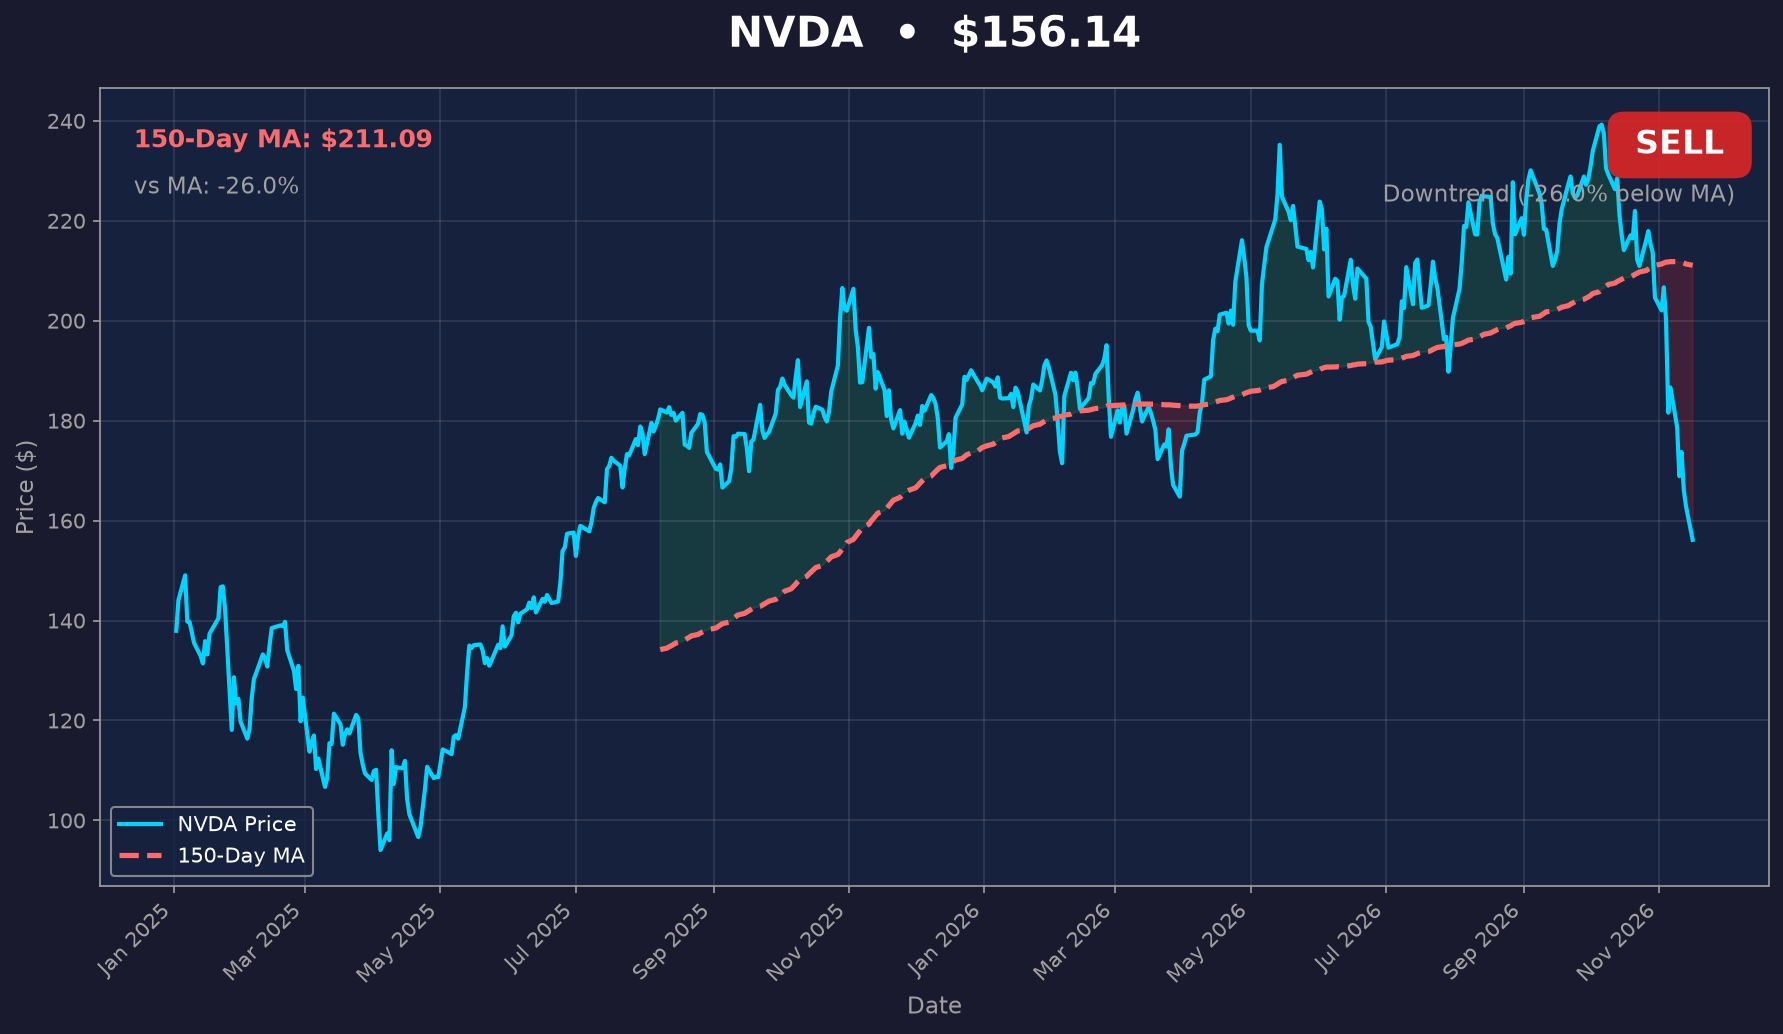 NVDA • $156.14
150-Day MA: $211.09
vs MA: -26.0%
SELL
Downtrend (-26.0% below MA)
Price ($)
240
220
200
180
160
140
120
100
NVDA Price
150-Day MA
Jan 2025
Mar 2025
May 2025
Jul 2025
Sep 2025
Nov 2025
Jan 2026
Mar 2026
May 2026
Jul 2026
Sep 2026
Nov 2026
Date